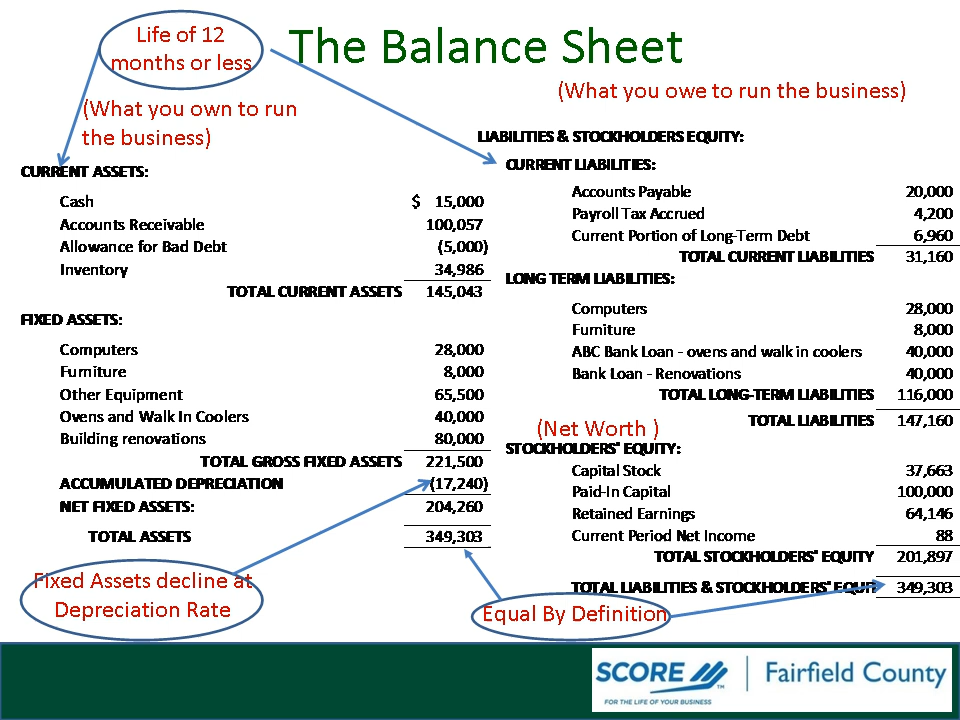 Life of 12
months or less
The Balance Sheet
(What you own to run
the business)
(What you owe to run the business)
CURRENT ASSETS:
Cash $ 15,000
Accounts Receivable 100,057
Allowance for Bad Debt (5,000)
Inventory 34,986
TOTAL CURRENT ASSETS 145,043
FIXED ASSETS:
Computers 28,000
Furniture 8,000
Other Equipment 65,500
Ovens and Walk In Coolers 40,000
Building renovations 80,000
TOTAL GROSS FIXED ASSETS 221,500
ACCUMULATED DEPRECIATION (17,240)
NET FIXED ASSETS: 204,260
TOTAL ASSETS 349,303
Fixed Assets decline at
Depreciation Rate
LIABILITIES & STOCKHOLDERS EQUITY:
CURRENT LIABILITIES:
Accounts Payable 20,000
Payroll Tax Accrued 4,200
Current Portion of Long-Term Debt 6,960
TOTAL CURRENT LIABILITIES 31,160
LONG TERM LIABILITIES:
Computers 28,000
Furniture 8,000
ABC Bank Loan - ovens and walk in coolers 40,000
Bank Loan - Renovations 40,000
TOTAL LONG-TERM LIABILITIES 116,000
TOTAL LIABILITIES 147,160
(Net Worth )
STOCKHOLDERS' EQUITY:
Capital Stock 37,663
Paid-In Capital 100,000
Retained Earnings 64,146
Current Period Net Income 88
TOTAL STOCKHOLDERS' EQUITY 201,897
TOTAL LIABILITIES & STOCKHOLDERS' EQUIT 349,303
Equal By Definition
SCORE TM
FOR THE LIFE OF YOUR BUSINESS
Fairfield County